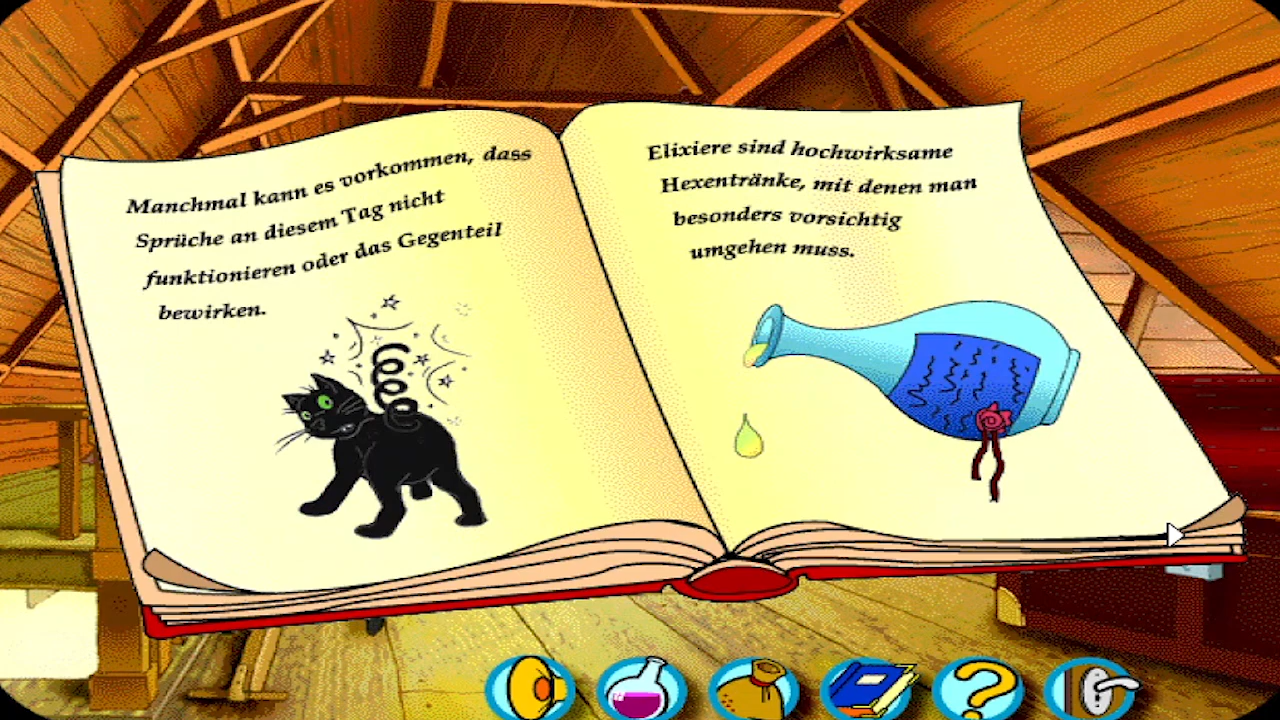 Manchmal kann es vorkommen, dass
Sprüche an diesem Tag nicht
funktionieren oder das Gegenteil
bewirken.
Elixiere sind hochwirksame
Hexentränke, mit denen man
besonders vorsichtig
umgehen muss.